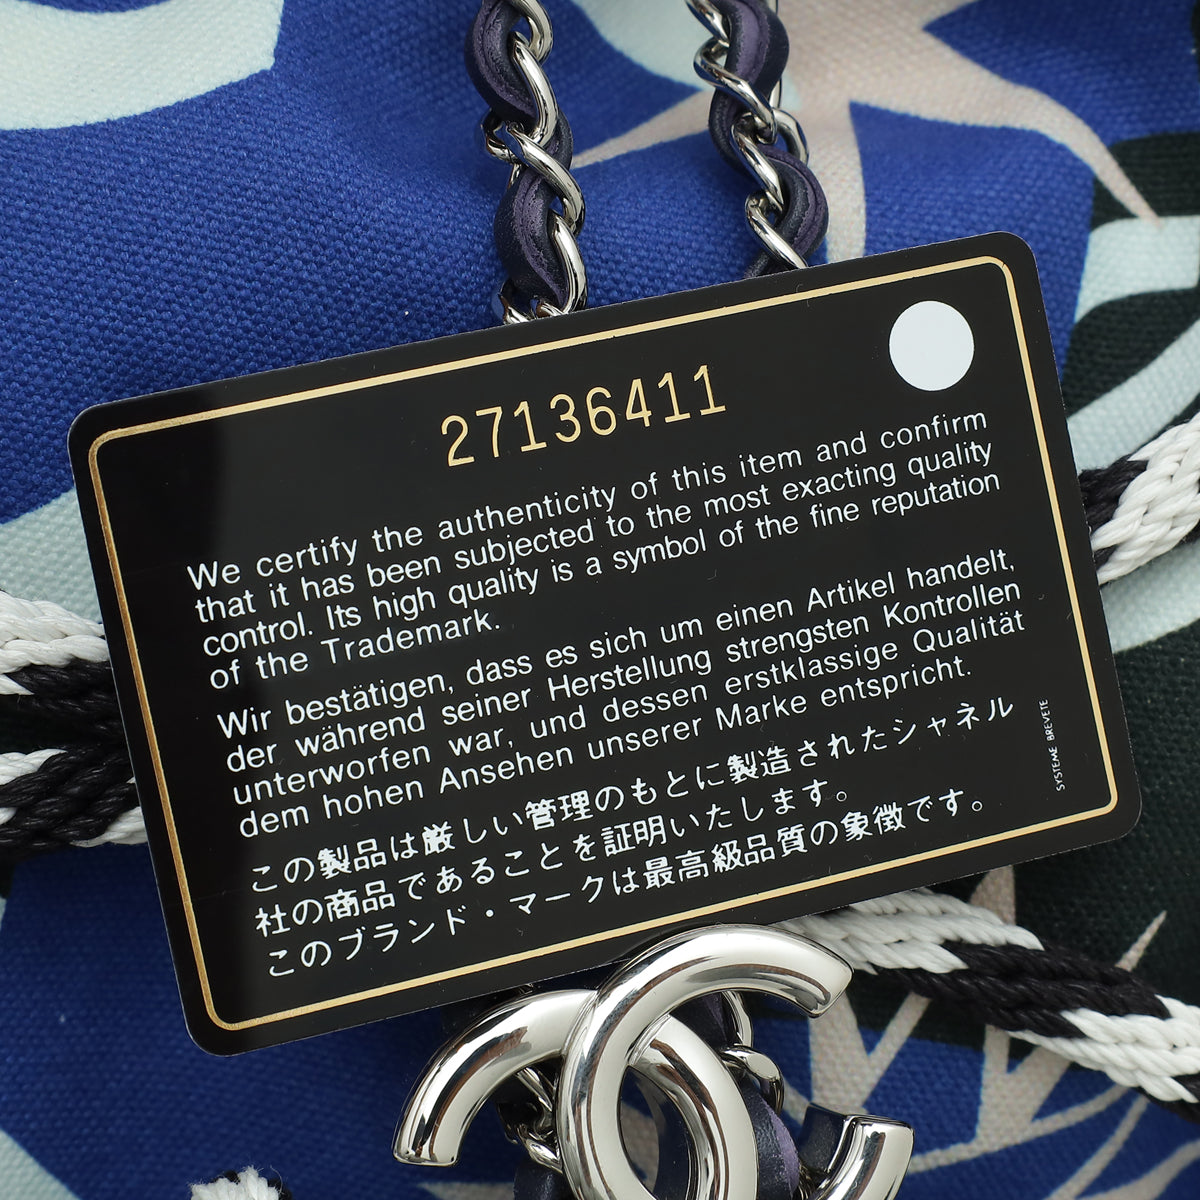 27136411
We certify the authenticity of this item and confirm
that it has been subjected to the most exacting quality
control. Its high quality is a symbol of the fine reputation
of the Trademark.
Wir bestätigen, dass es sich um einen Artikel handelt,
der während seiner Herstellung strengsten Kontrollen
unterworfen war, und dessen erstklassige Qualität
dem hohen Ansehen unserer Marke entspricht.
この製品は厳しい管理のもとに製造されたシャネル
社の商品であることを証明いたします。
このブランド・マークは最高級品質の象徴です。
SYSTEME BREVETE